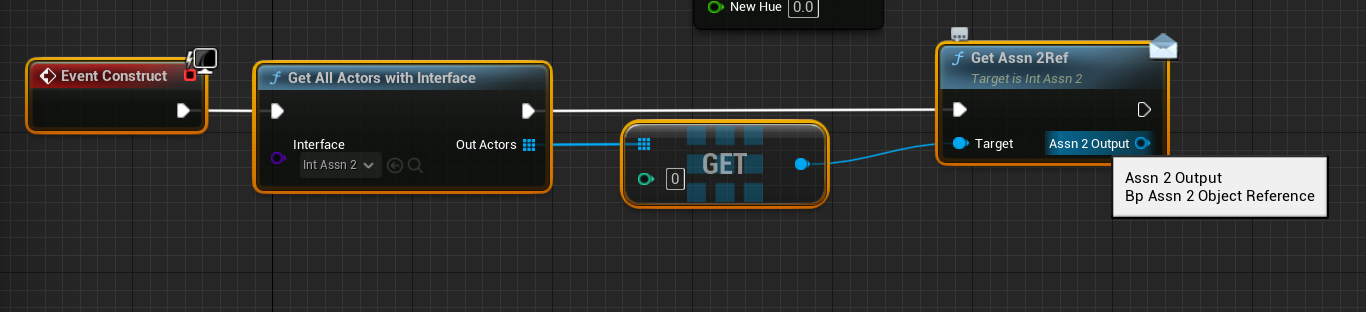 New Hue 0.0
Event Construct
Get All Actors with Interface
Interface
Int Assn 2
Out Actors
0
GET
Get Assn 2Ref
Target is Int Assn 2
Target
Assn 2 Output
Assn 2 Output
Bp Assn 2 Object Reference